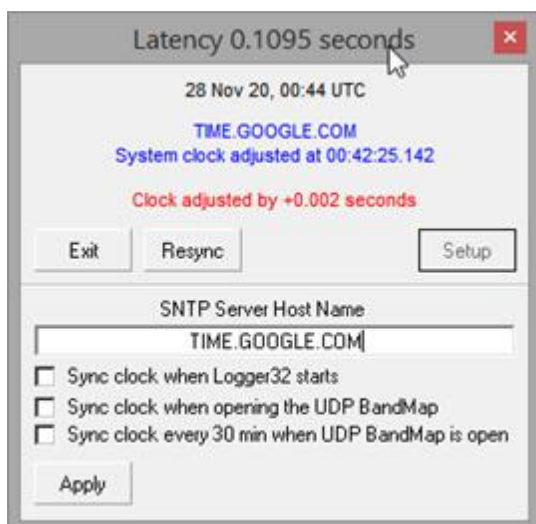 Latency 0.1095 seconds
28 Nov 20, 00:44 UTC
TIME.GOOGLE.COM
System clock adjusted at 00:42:25.142
Clock adjusted by +0.002 seconds
Exit Resync Setup
SNTP Server Host Name
TIME.GOOGLE.COM
Sync clock when Logger32 starts
Sync clock when opening the UDP BandMap
Sync clock every 30 min when UDP BandMap is open
Apply